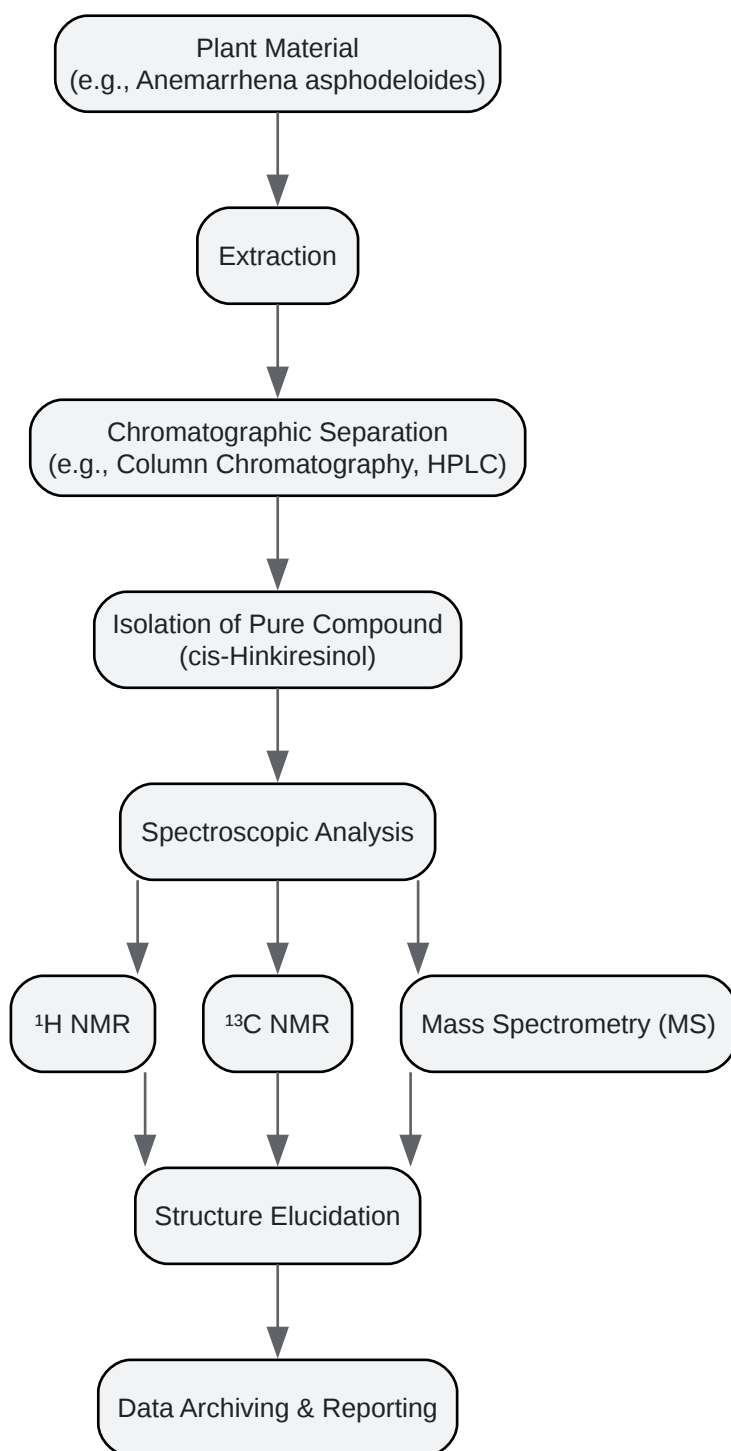 Plant Material
(e.g., Anemarrhena asphodeloides)
Extraction
Chromatographic Separation
(e.g., Column Chromatography, HPLC)
Isolation of Pure Compound
(cis-Hinkiresinol)
Spectroscopic Analysis
¹H NMR
¹³C NMR
Mass Spectrometry (MS)
Structure Elucidation
Data Archiving & Reporting